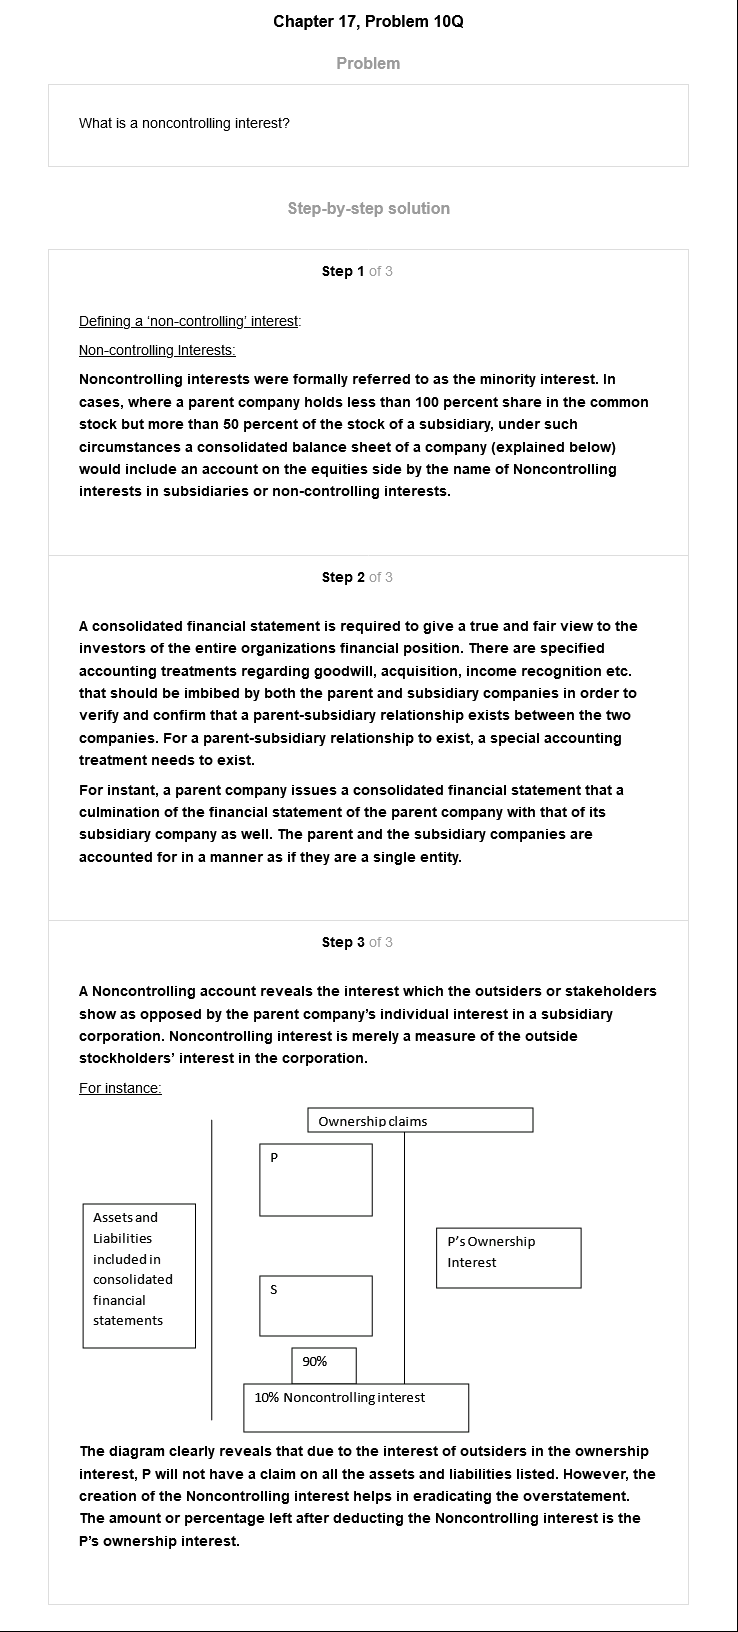 Chapter 17, Problem 10Q
Problem
What is a noncontrolling interest?
Step-by-step solution
Step 1 of 3
Defining a ‘non-controlling’ interest:
Non-controlling Interests:
Noncontrolling interests were formally referred to as the minority interest. In
cases, where a parent company holds less than 100 percent share in the common
stock but more than 50 percent of the stock of a subsidiary, under such
circumstances a consolidated balance sheet of a company (explained below)
would include an account on the equities side by the name of Noncontrolling
interests in subsidiaries or non-controlling interests.
Step 2 of 3
A consolidated financial statement is required to give a true and fair view to the
investors of the entire organizations financial position. There are specified
accounting treatments regarding goodwill, acquisition, income recognition etc.
that should be imbibed by both the parent and subsidiary companies in order to
verify and confirm that a parent-subsidiary relationship exists between the two
companies. For a parent-subsidiary relationship to exist, a special accounting
treatment needs to exist.
For instant, a parent company issues a consolidated financial statement that a
culmination of the financial statement of the parent company with that of its
subsidiary company as well. The parent and the subsidiary companies are
accounted for in a manner as if they are a single entity.
Step 3 of 3
A Noncontrolling account reveals the interest which the outsiders or stakeholders
show as opposed by the parent company’s individual interest in a subsidiary
corporation. Noncontrolling interest is merely a measure of the outside
stockholders’ interest in the corporation.
For instance:
Ownership claims
P
Assets and
Liabilities
included in
consolidated
financial
statements
P’s Ownership
Interest
S
90%
10% Noncontrolling interest
The diagram clearly reveals that due to the interest of outsiders in the ownership
interest, P will not have a claim on all the assets and liabilities listed. However, the
creation of the Noncontrolling interest helps in eradicating the overstatement.
The amount or percentage left after deducting the Noncontrolling interest is the
P’s ownership interest.